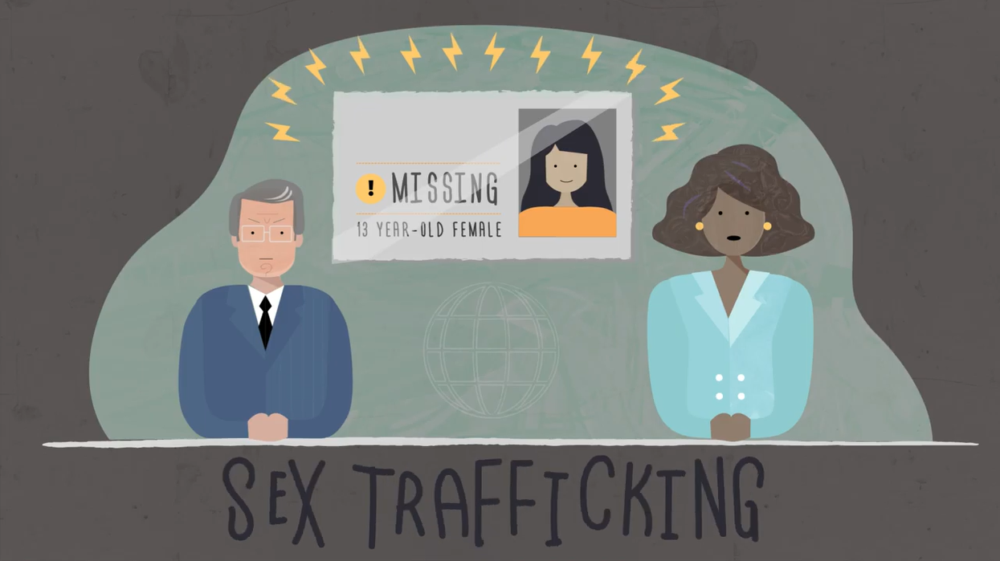 ! MISSING
13 YEAR-OLD FEMALE
SEX TRAFFICKING